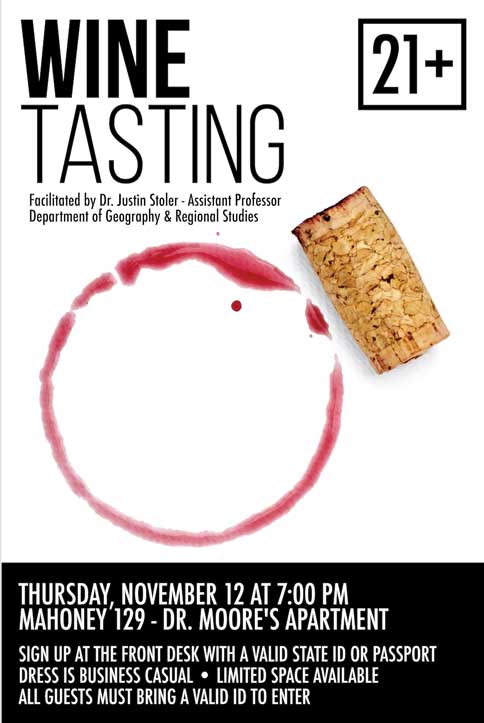 WINE
21+
TASTING
Facilitated by Dr. Justin Stoler - Assistant Professor
Department of Geography & Regional Studies
THURSDAY, NOVEMBER 12 AT 7:00 PM
MAHONEY 129 - DR. MOORE'S APARTMENT
SIGN UP AT THE FRONT DESK WITH A VALID STATE ID OR PASSPORT
DRESS IS BUSINESS CASUAL • LIMITED SPACE AVAILABLE
ALL GUESTS MUST BRING A VALID ID TO ENTER